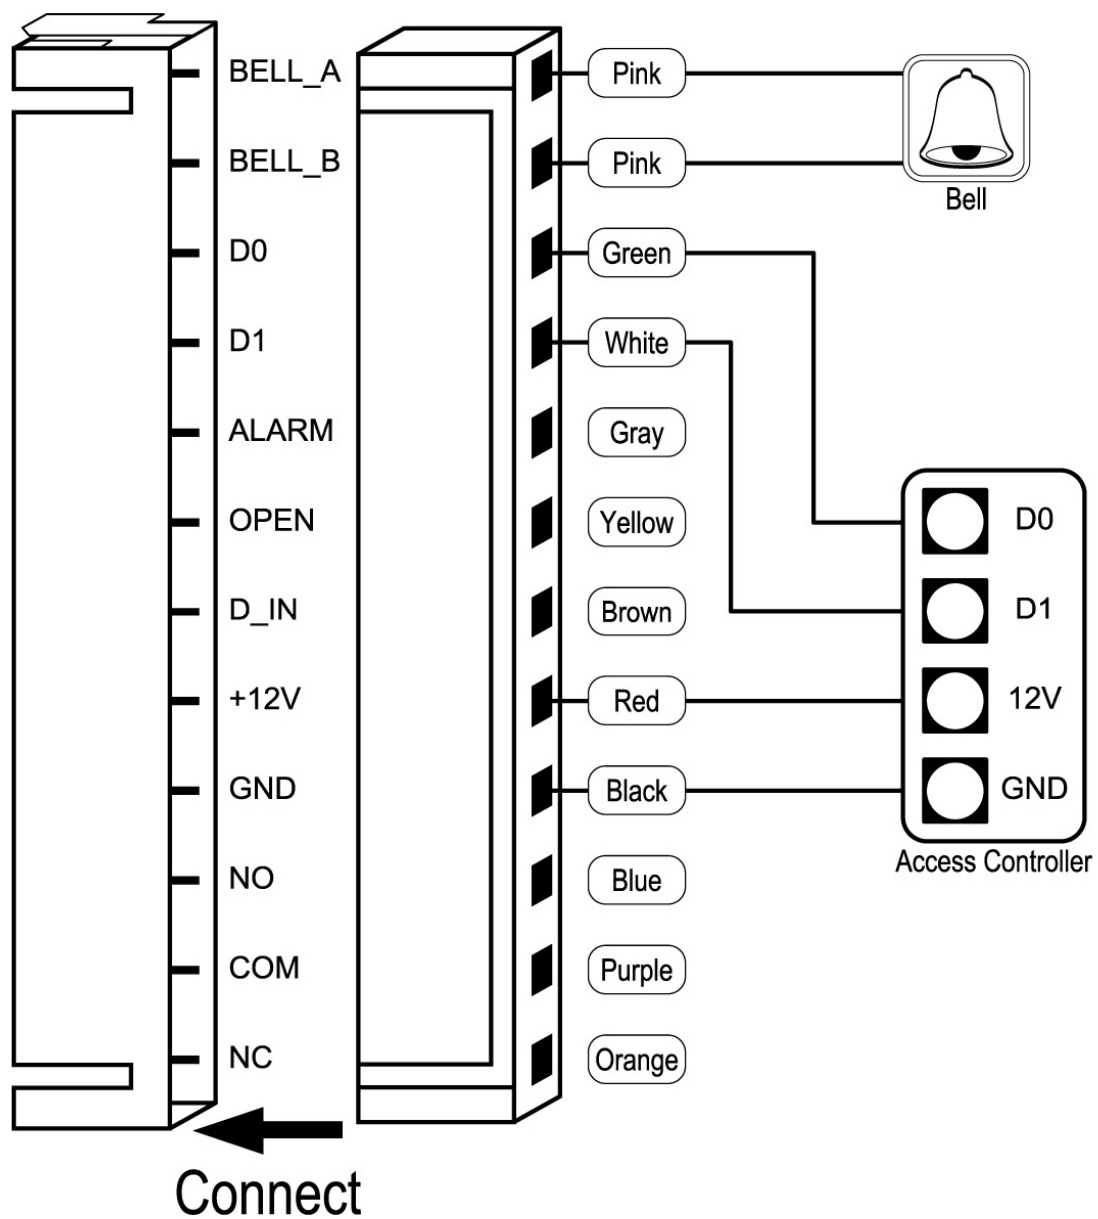 BELL_A Pink
BELL_B Pink
Bell
D0 Green
D1 White
ALARM Gray
OPEN Yellow D0
D_IN Brown D1
+12V Red 12V
GND Black GND
Access Controller
NO Blue
COM Purple
NC Orange
Connect